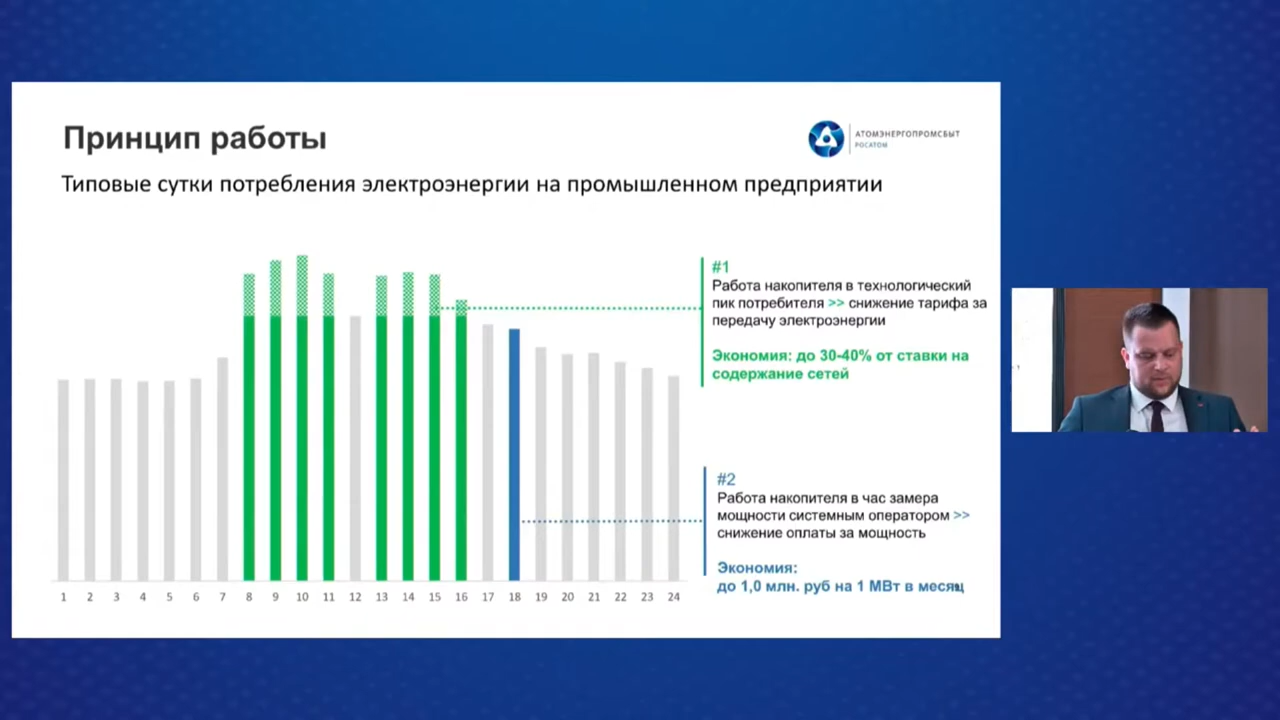 Принцип работы
АТОМЭНЕРГОПРОМСБЫТ
РОСАТОМ
Типовые сутки потребления электроэнергии на промышленном предприятии
#1
Работа накопителя в технологический
пик потребителя >> снижение тарифа за
передачу электроэнергии
Экономия: до 30-40% от ставки на
содержание сетей
#2
Работа накопителя в час замера
мощности системным оператором >>
снижение оплаты за мощность
Экономия:
до 1,0 млн. руб на 1 МВт в месяц
1 2 3 4 5 6 7 8 9 10 11 12 13 14 15 16 17 18 19 20 21 22 23 24